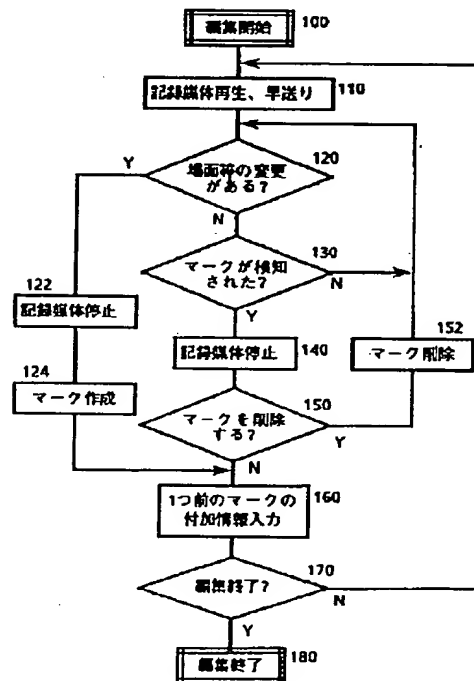 編集開始
100
記録媒体再生、早送り
110
場面等の変更
がある?
120
Y
N
マークが検知
された?
130
N
Y
122
記録媒体停止
記録媒体停止
140
152
マーク削除
124
マーク作成
マークを削除
する?
150
Y
N
1つ前のマークの
付加情報入力
160
編集終了?
170
N
Y
編集終了
180